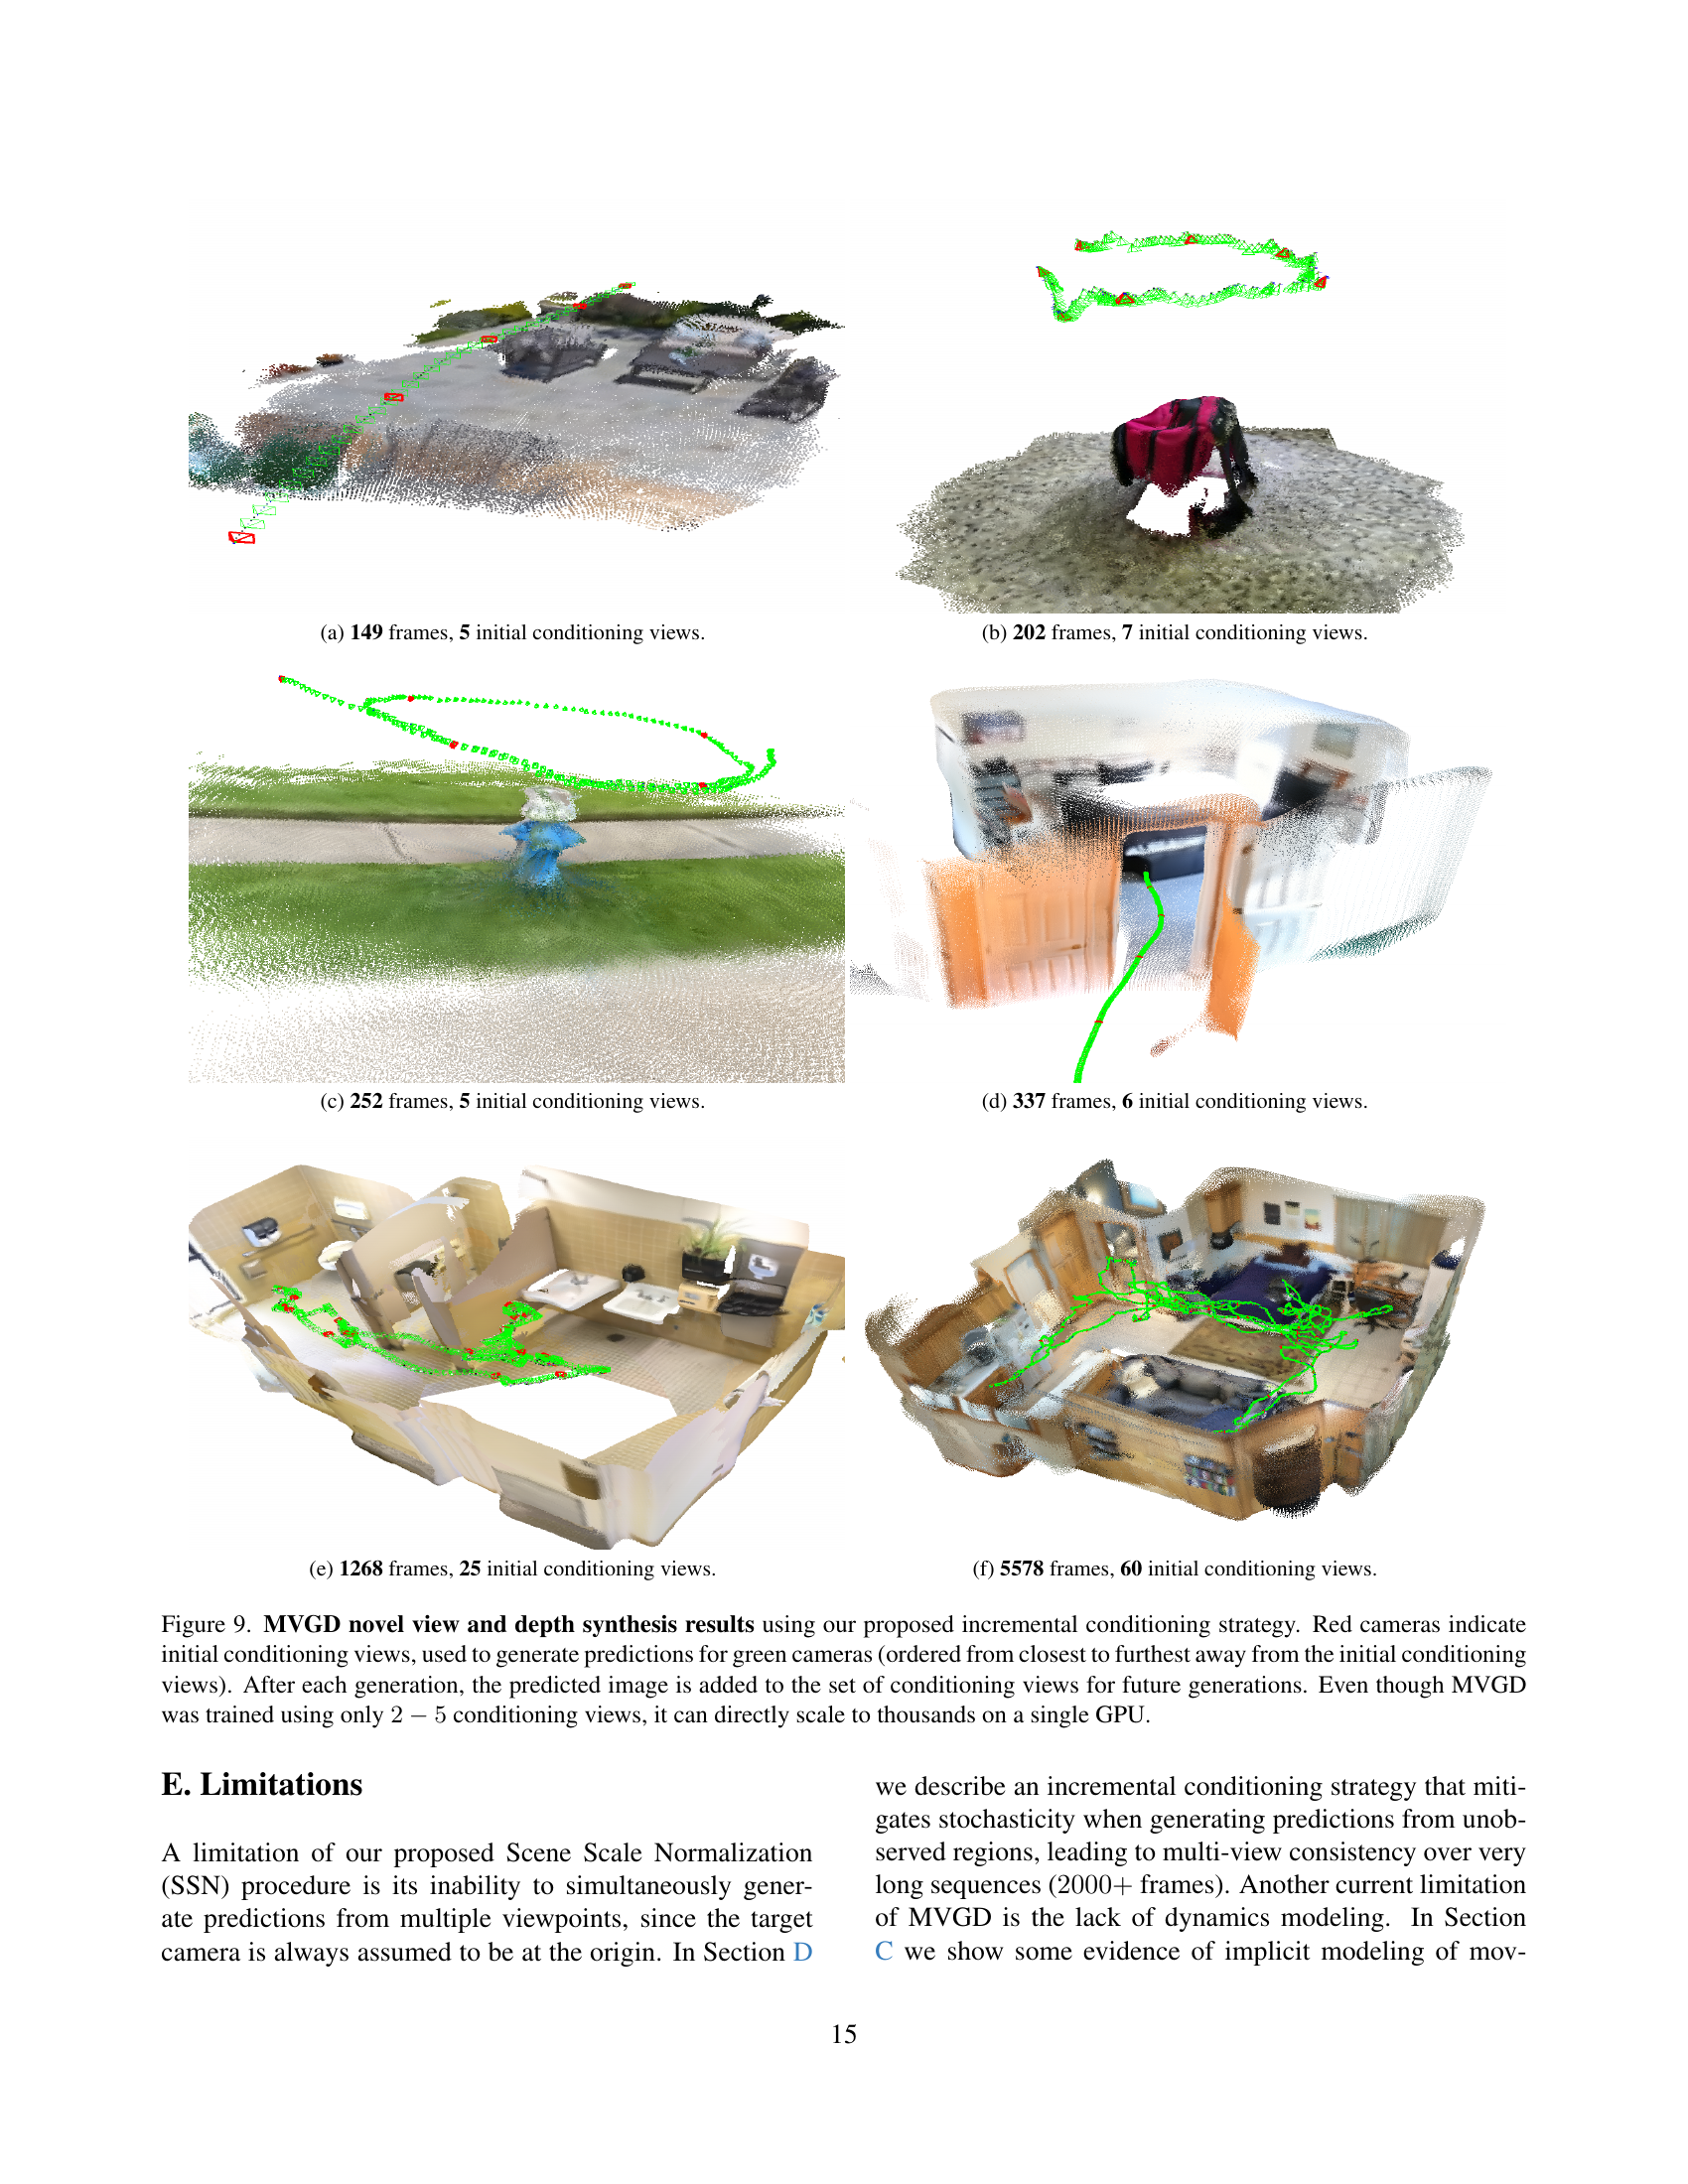 (a) 149 frames, 5 initial conditioning views.
(b) 202 frames, 7 initial conditioning views.
(c) 252 frames, 5 initial conditioning views.
(d) 337 frames, 6 initial conditioning views.
(e) 1268 frames, 25 initial conditioning views.
(f) 5578 frames, 60 initial conditioning views.
Figure 9. MVGD novel view and depth synthesis results using our proposed incremental conditioning strategy. Red cameras indicate
initial conditioning views, used to generate predictions for green cameras (ordered from closest to furthest away from the initial conditioning
views). After each generation, the predicted image is added to the set of conditioning views for future generations. Even though MVGD
was trained using only 2 − 5 conditioning views, it can directly scale to thousands on a single GPU.
E. Limitations
A limitation of our proposed Scene Scale Normalization
(SSN) procedure is its inability to simultaneously gener-
ate predictions from multiple viewpoints, since the target
camera is always assumed to be at the origin. In Section D
we describe an incremental conditioning strategy that miti-
gates stochasticity when generating predictions from unob-
served regions, leading to multi-view consistency over very
long sequences (2000+ frames). Another current limitation
of MVGD is the lack of dynamics modeling. In Section
C we show some evidence of implicit modeling of mov-
15